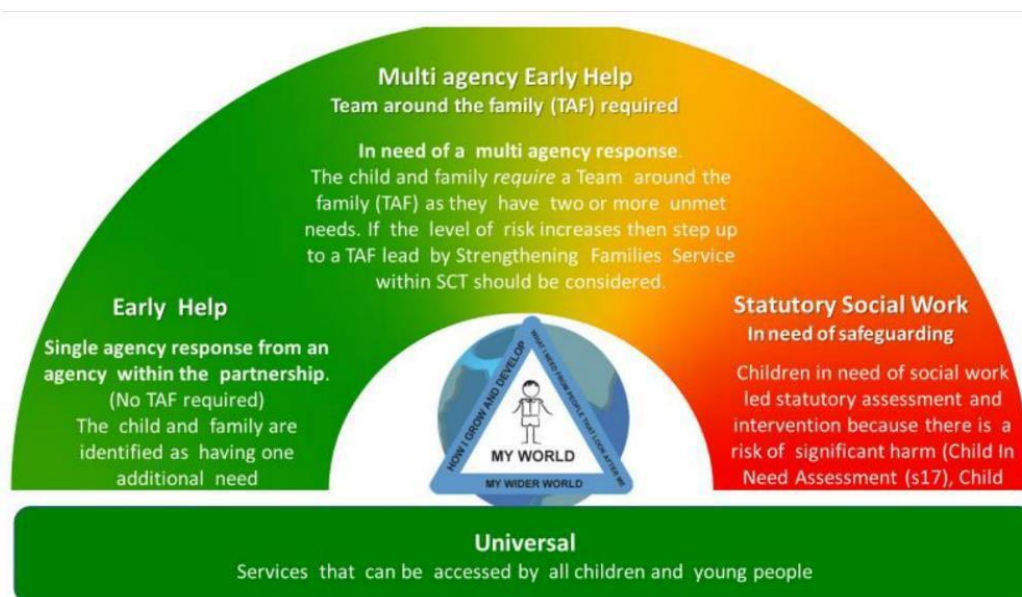 Multi agency Early Help
Team around the family (TAF) required
In need of a multi agency response.
The child and family require a Team around the
family (TAF) as they have two or more unmet
needs. If the level of risk increases then step up
to a TAF lead by Strengthening Families Service
within SCT should be considered.
Early Help
Single agency response from an
agency within the partnership.
(No TAF required)
The child and family are
identified as having one
additional need
Statutory Social Work
In need of safeguarding
Children in need of social work
led statutory assessment and
intervention because there is a
risk of significant harm (Child In
Need Assessment (s17), Child
HOW I GROW AND DEVELOP
WHAT I NEED FROM PEOPLE THAT LOOK AFTER ME
MY WORLD
MY WIDER WORLD
Universal
Services that can be accessed by all children and young people